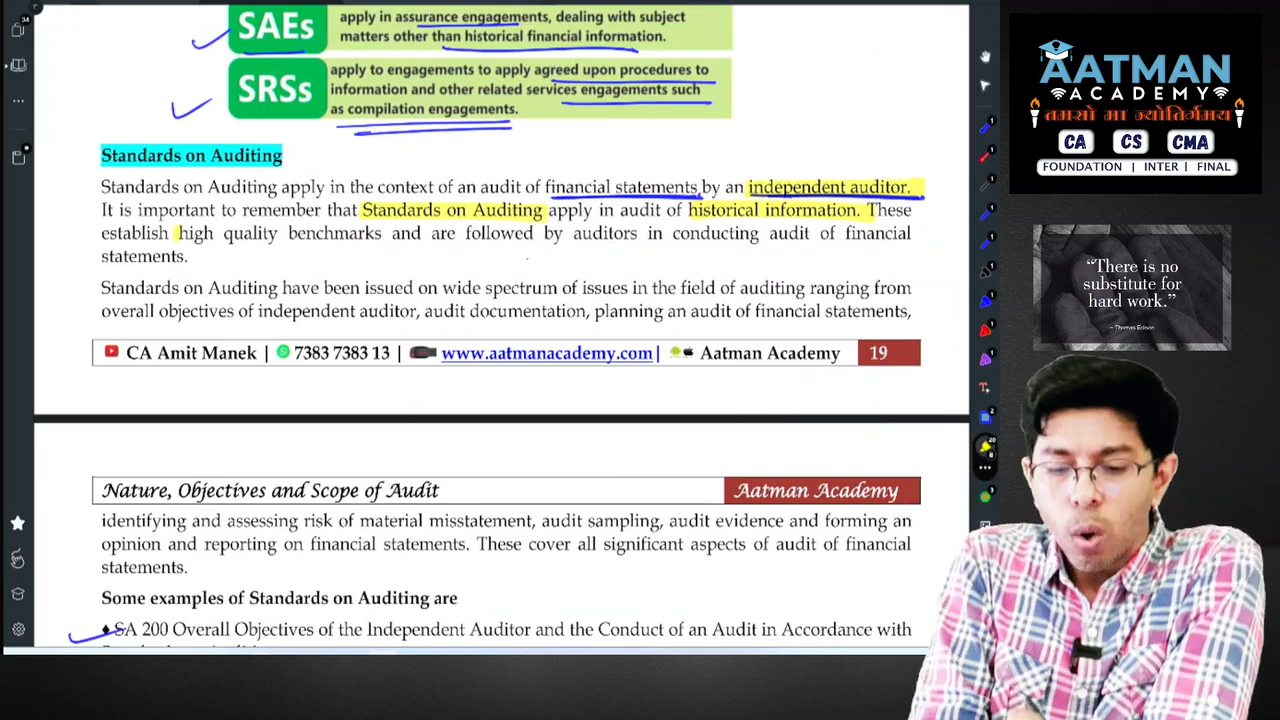 SAEs
apply in assurance engagements, dealing with subject
matters other than historical financial information.
SRSs
apply to engagements to apply agreed upon procedures to
information and other related services engagements such
as compilation engagements.
Standards on Auditing
Standards on Auditing apply in the context of an audit of financial statements by an independent auditor.
It is important to remember that Standards on Auditing apply in audit of historical information. These
establish high quality benchmarks and are followed by auditors in conducting audit of financial
statements.
Standards on Auditing have been issued on wide spectrum of issues in the field of auditing ranging from
overall objectives of independent auditor, audit documentation, planning an audit of financial statements,
CA Amit Manek | 7383 7383 13 | www.aatmanacademy.com | Aatman Academy 19
Nature, Objectives and Scope of Audit Aatman Academy
identifying and assessing risk of material misstatement, audit sampling, audit evidence and forming an
opinion and reporting on financial statements. These cover all significant aspects of audit of financial
statements.
Some examples of Standards on Auditing are
♦ SA 200 Overall Objectives of the Independent Auditor and the Conduct of an Audit in Accordance with
AATMAN
ACADEMY
तमसो मा ज्योतिर्गमय
CA CS CMA
FOUNDATION | INTER | FINAL
“There is no
substitute for
hard work.”
– Thomas Edison